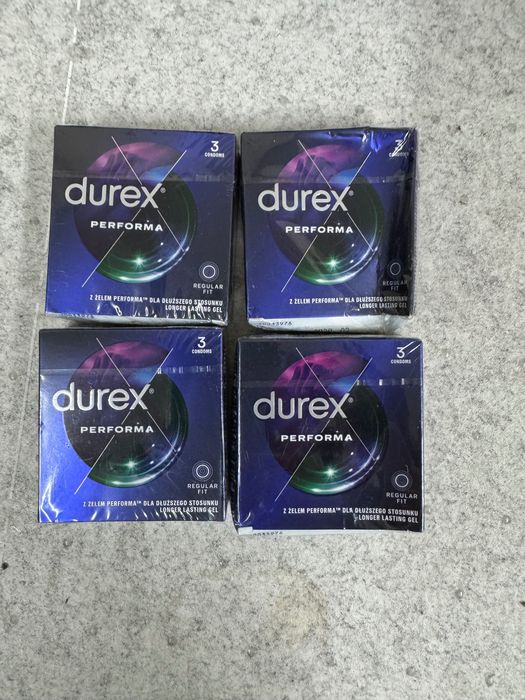 3
CONDOMS
durex®
PERFORMA
REGULAR
FIT
Z ŻELEM PERFORMA™ DLA DŁUŻSZEGO STOSUNKU
LONGER LASTING GEL
3
CONDOMS
durex®
PERFORMA
REGULAR
FIT
Z ŻELEM PERFORMA™ DLA DŁUŻSZEGO STOSUNKU
LONGER LASTING GEL
3
CONDOMS
durex®
PERFORMA
REGULAR
FIT
Z ŻELEM PERFORMA™ DLA DŁUŻSZEGO STOSUNKU
LONGER LASTING GEL
3
CONDOMS
durex®
PERFORMA
REGULAR
FIT
Z ŻELEM PERFORMA™ DLA DŁUŻSZEGO STOSUNKU
LONGER LASTING GEL